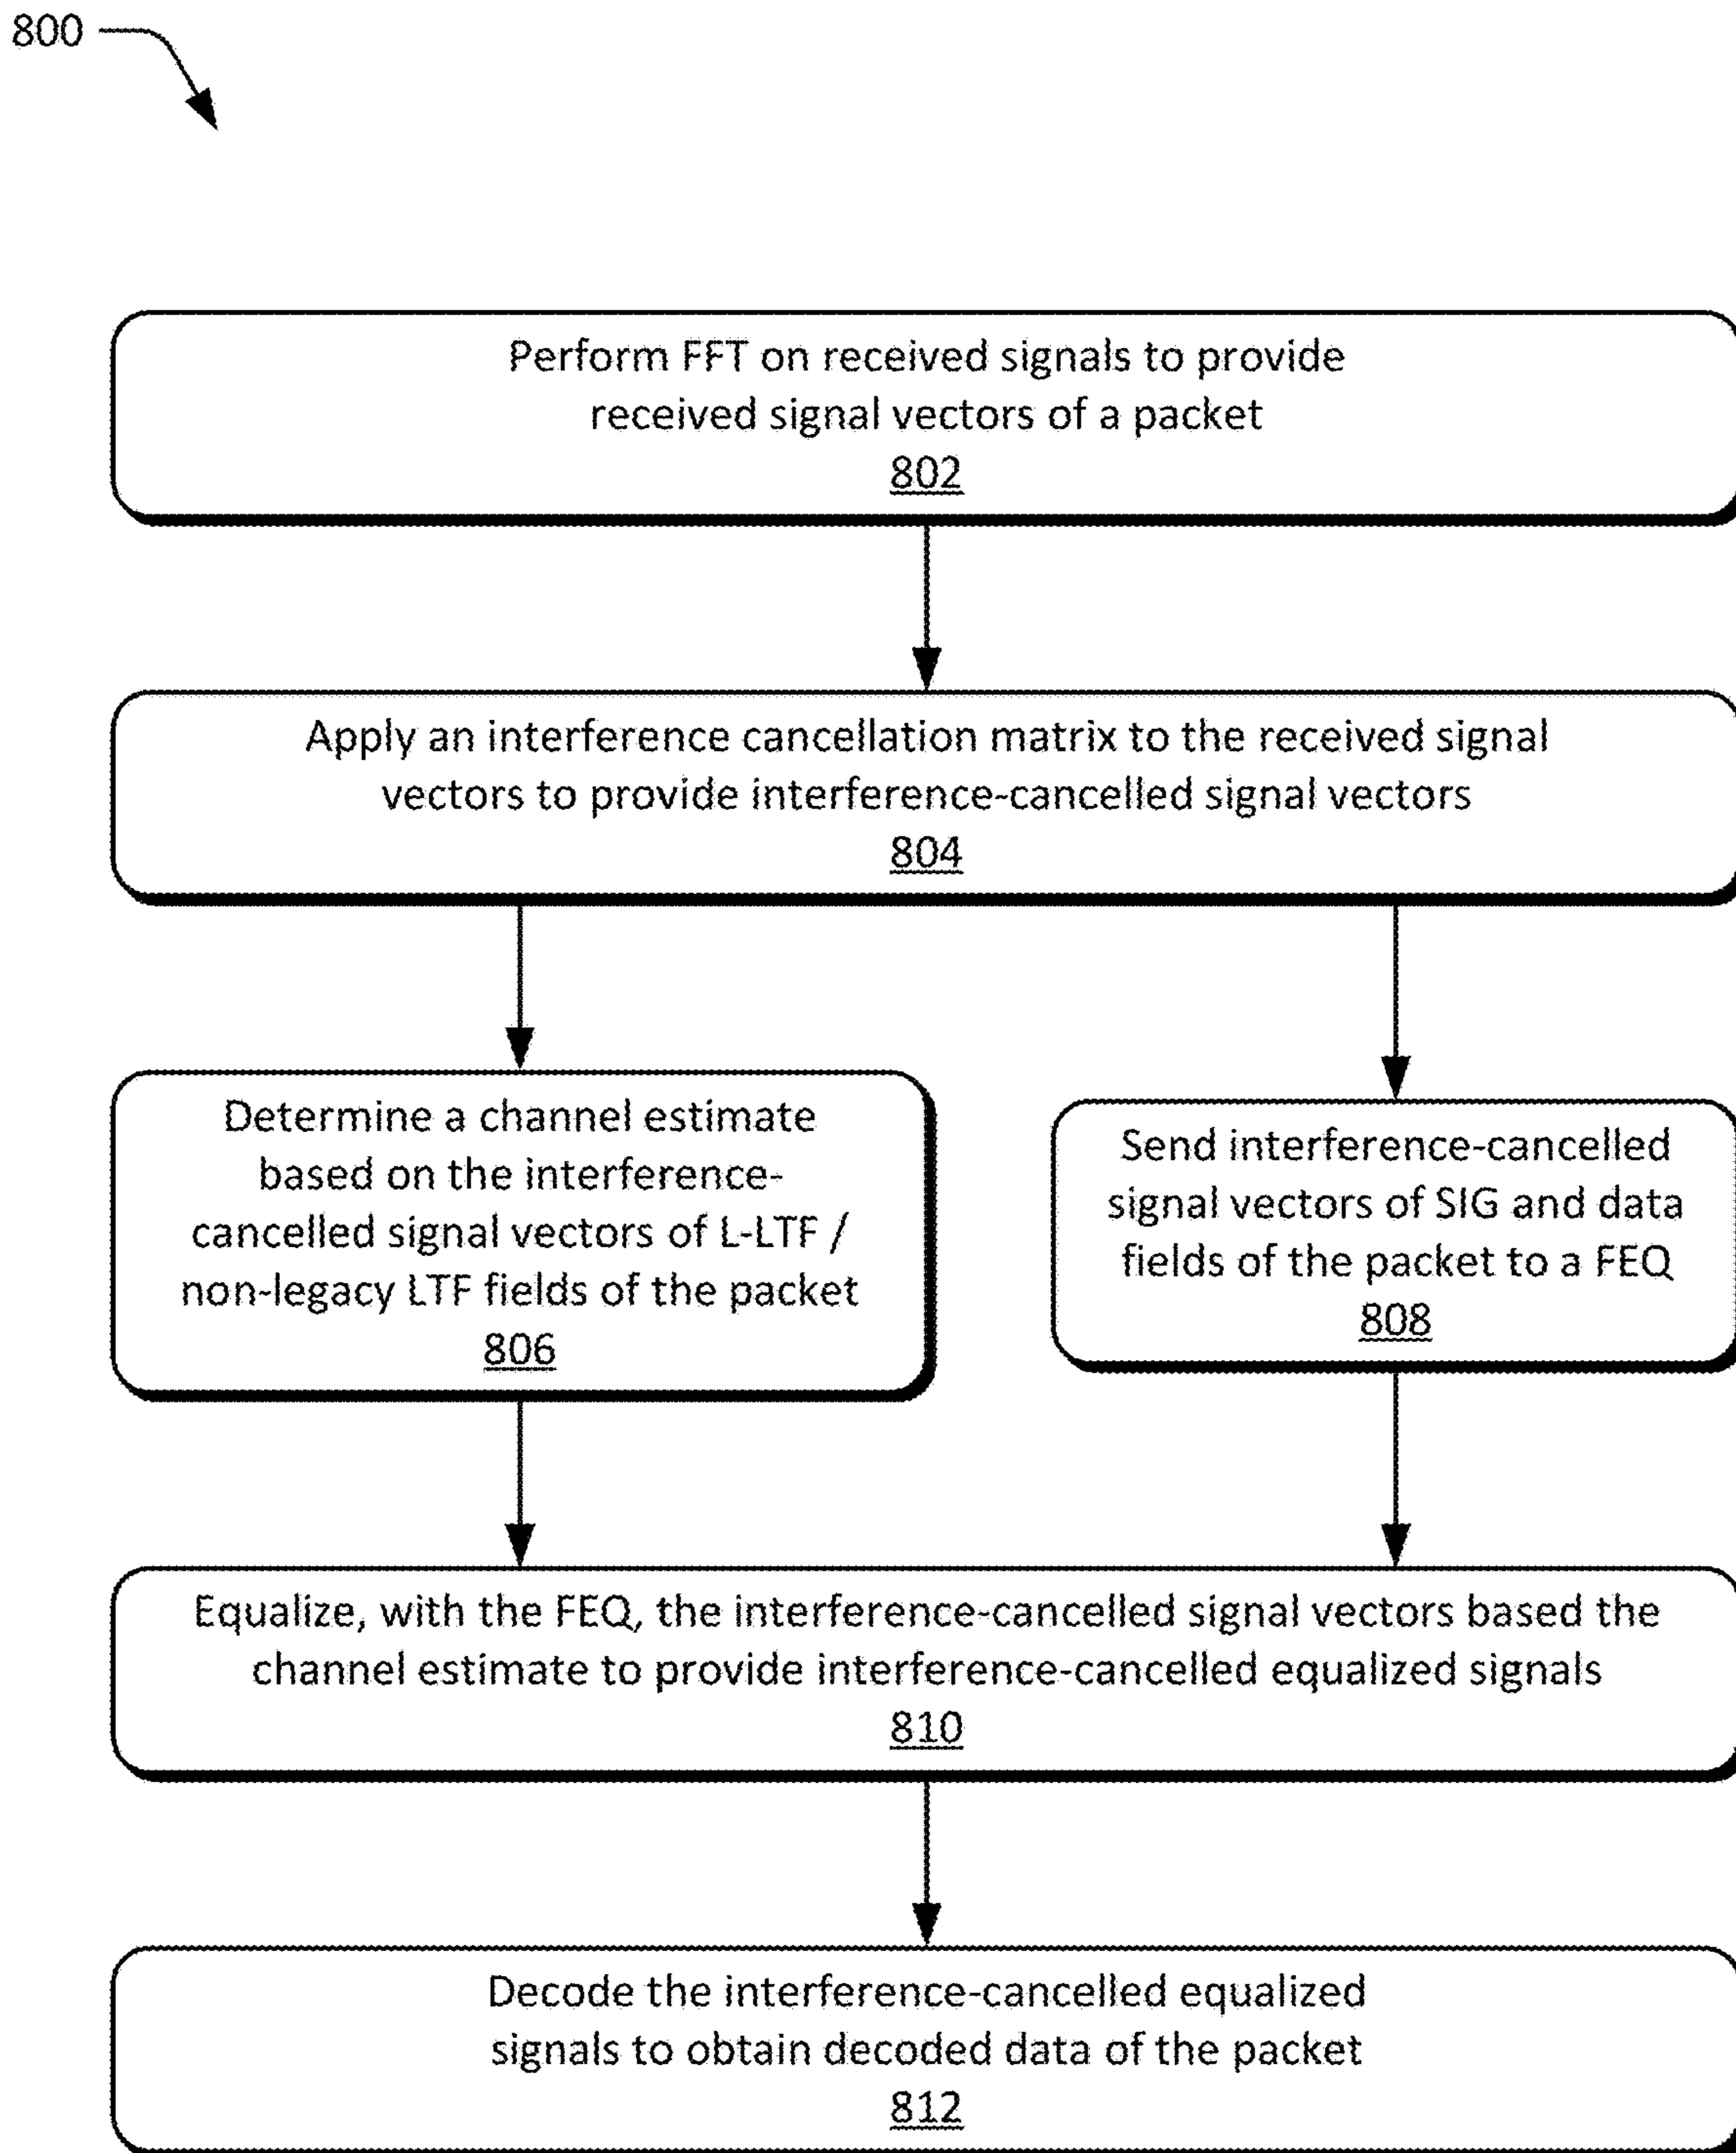 800
Perform FFT on received signals to provide
received signal vectors of a packet
802
Apply an interference cancellation matrix to the received signal
vectors to provide interference-cancelled signal vectors
804
Determine a channel estimate
based on the interference-
cancelled signal vectors of L-LTF /
non-legacy LTF fields of the packet
806
Send interference-cancelled
signal vectors of SIG and data
fields of the packet to a FEQ
808
Equalize, with the FEQ, the interference-cancelled signal vectors based the
channel estimate to provide interference-cancelled equalized signals
810
Decode the interference-cancelled equalized
signals to obtain decoded data of the packet
812